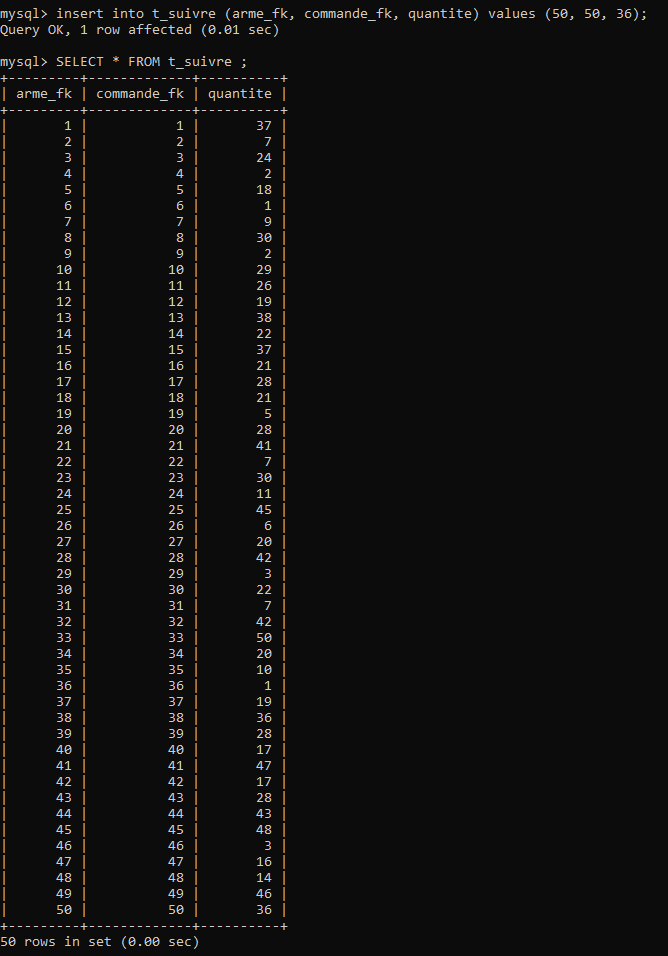 mysql> insert into t_suivre (arme_fk, commande_fk, quantite) values (50, 50, 36);
Query OK, 1 row affected (0.01 sec)
mysql> SELECT * FROM t_suivre ;
+---------+-------------+----------+
| arme_fk | commande_fk | quantite |
+---------+-------------+----------+
|       1 |           1 |       37 |
|       2 |           2 |        7 |
|       3 |           3 |       24 |
|       4 |           4 |        2 |
|       5 |           5 |       18 |
|       6 |           6 |        1 |
|       7 |           7 |        9 |
|       8 |           8 |       30 |
|       9 |           9 |        2 |
|      10 |          10 |       29 |
|      11 |          11 |       26 |
|      12 |          12 |       19 |
|      13 |          13 |       38 |
|      14 |          14 |       22 |
|      15 |          15 |       37 |
|      16 |          16 |       21 |
|      17 |          17 |       28 |
|      18 |          18 |       21 |
|      19 |          19 |        5 |
|      20 |          20 |       28 |
|      21 |          21 |       41 |
|      22 |          22 |        7 |
|      23 |          23 |       30 |
|      24 |          24 |       11 |
|      25 |          25 |       45 |
|      26 |          26 |        6 |
|      27 |          27 |       20 |
|      28 |          28 |       42 |
|      29 |          29 |        3 |
|      30 |          30 |       22 |
|      31 |          31 |        7 |
|      32 |          32 |       42 |
|      33 |          33 |       50 |
|      34 |          34 |       20 |
|      35 |          35 |       10 |
|      36 |          36 |        1 |
|      37 |          37 |       19 |
|      38 |          38 |       36 |
|      39 |          39 |       28 |
|      40 |          40 |       17 |
|      41 |          41 |       47 |
|      42 |          42 |       17 |
|      43 |          43 |       28 |
|      44 |          44 |       43 |
|      45 |          45 |       48 |
|      46 |          46 |        3 |
|      47 |          47 |       16 |
|      48 |          48 |       14 |
|      49 |          49 |       46 |
|      50 |          50 |       36 |
+---------+-------------+----------+
50 rows in set (0.00 sec)